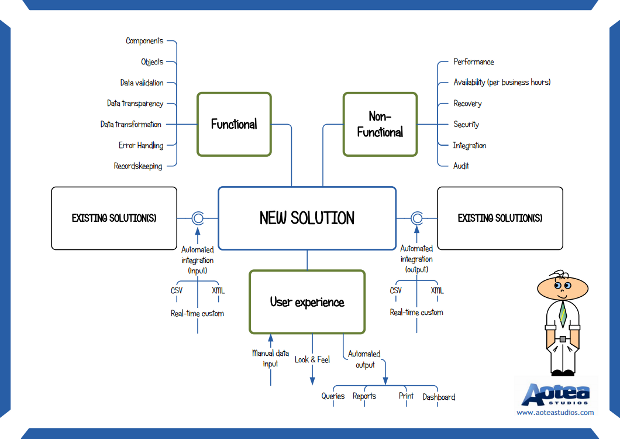 Components
Objects
Data validation
Data transparency
Data transformation
Error Handling
Recordskeeping
Functional
Non-
Functional
Performance
Availability (per business hours)
Recovery
Security
Integration
Audit
EXISTING SOLUTION(S)
NEW SOLUTION
EXISTING SOLUTION(S)
Automated
integration
(input)
CSV
XML
Real-time custom
Automated
integration
(output)
CSV
XML
Real-time custom
User experience
Manual data
input
Look & Feel
Automated
output
Queries
Reports
Print
Dashboard
Aotea
STUDIOS
www.aoteastudios.com